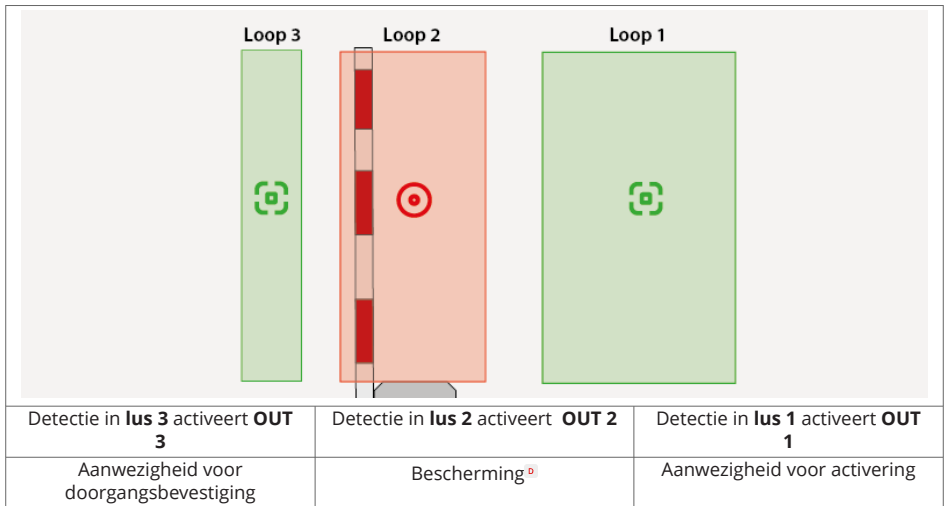 Loop 3 Loop 2 Loop 1
Detectie in lus 3 activeert OUT 3
Detectie in lus 2 activeert OUT 2
Detectie in lus 1 activeert OUT 1
Aanwezigheid voor doorgangsbevestiging
Bescherming D
Aanwezigheid voor activering